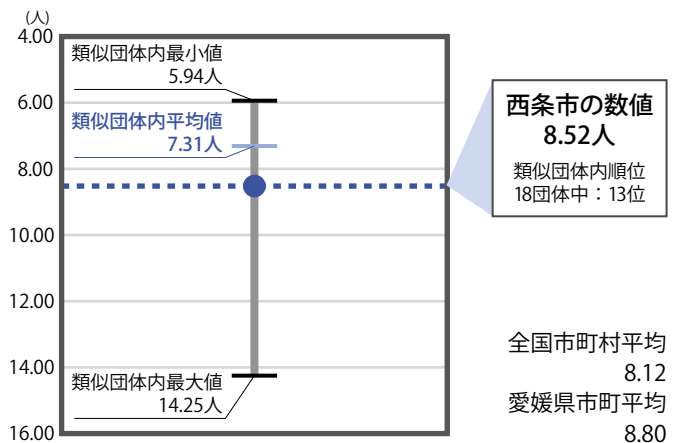 (人)
4.00
6.00
8.00
10.00
12.00
14.00
16.00
類似団体内最小値
5.94人
類似団体内平均値
7.31人
類似団体内最大値
14.25人
西条市の数値
8.52人
類似団体内順位
18団体中：13位
全国市町村平均
8.12
愛媛県市町平均
8.80